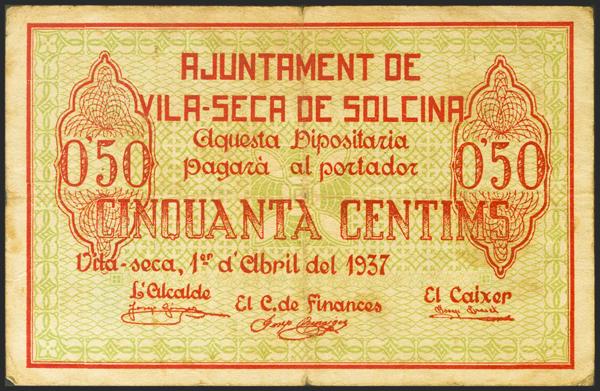 AJUNTAMENT DE
VILA-SECA DE SOLCINA
Aquesta Dipositaria
pagarà al portador
0'50 0'50
CINQUANTA CENTIMS
Vila-seca, 1er d'Abril del 1937
L'Alcalde El C. de Finances El Caixer
Josep